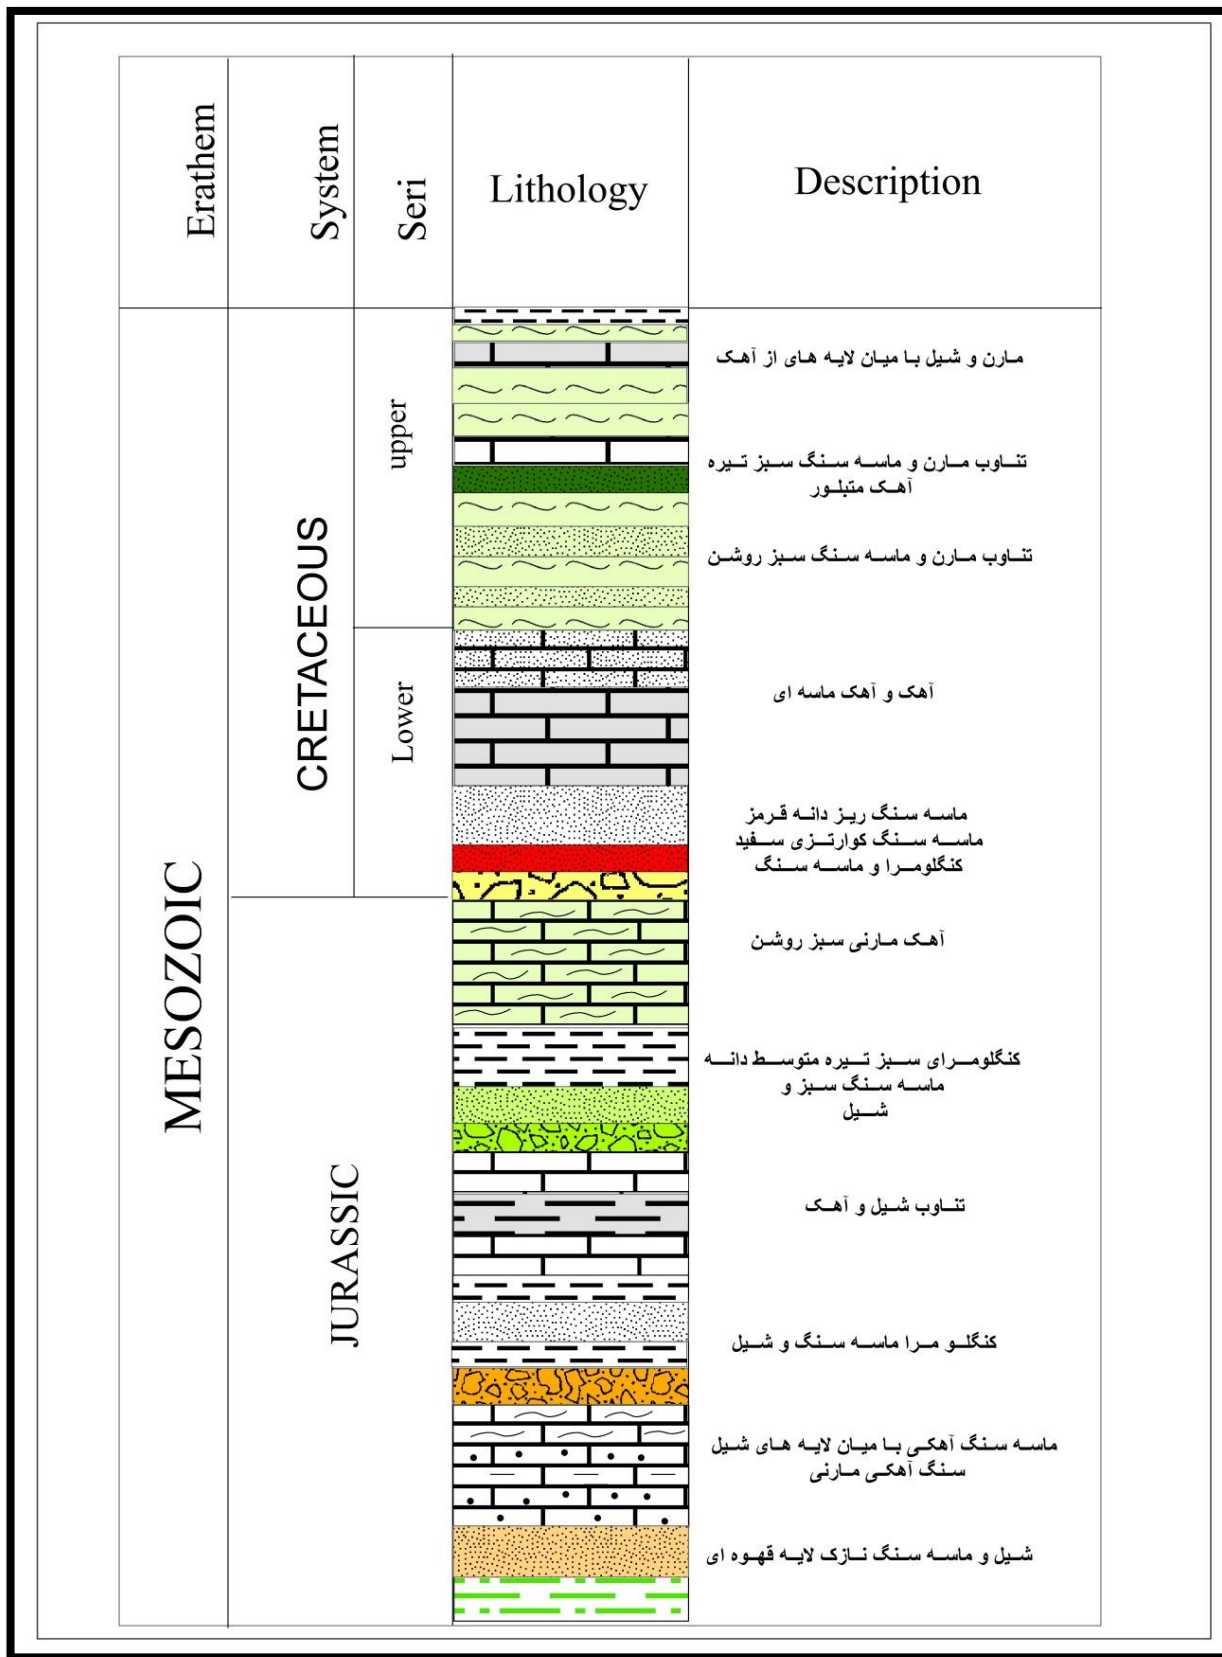 Erathem
System
Seri
Lithology
Description
MESOZOIC
CRETACEOUS
upper
Lower
JURASSIC
مارن و شیل با میان لایه های از آهک
تناوب مارن و ماسه سنگ سبز تیره
آهک متبلور
تناوب مارن و ماسه سنگ سبز روشن
آهک و آهک ماسه ای
ماسه سنگ ریز دانه قرمز
ماسه سنگ کوارتزی سفید
کنگلومرا و ماسه سنگ
آهک مارنی سبز روشن
کنگلومرای سبز تیره متوسط دانه
ماسه سنگ سبز و
شیل
تناوب شیل و آهک
کنگلو مرا ماسه سنگ و شیل
ماسه سنگ آهکی با میان لایه های شیل
سنگ آهکی مارنی
شیل و ماسه سنگ نازک لایه قهوه ای